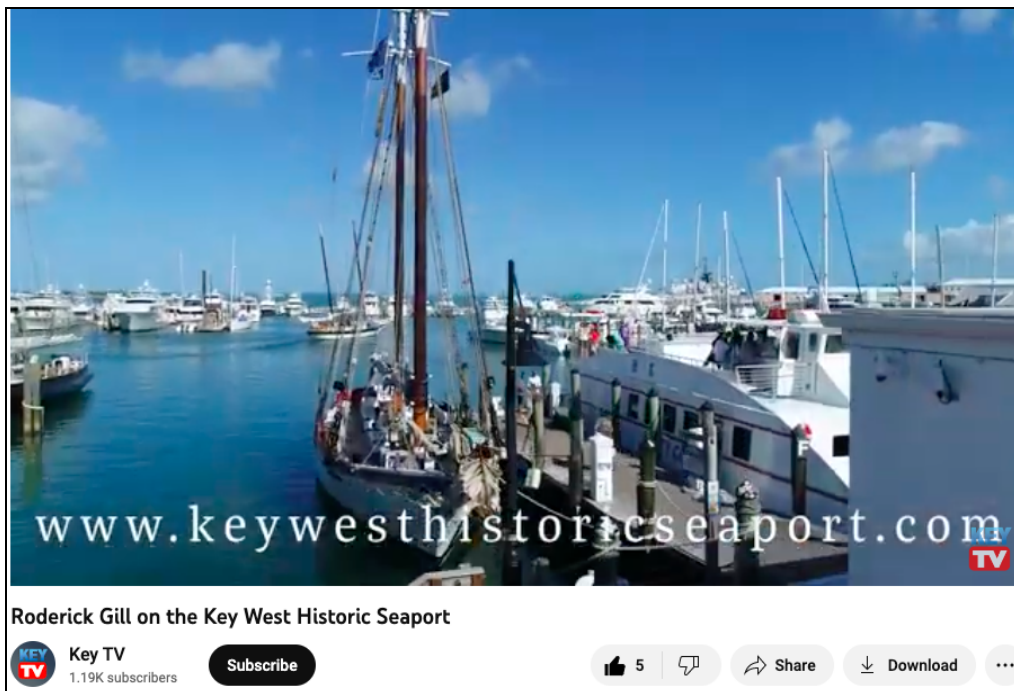 www.keywesthistoricseaport.com
KEY
TV
Roderick Gill on the Key West Historic Seaport
KEY
TV
Key TV
1.19K subscribers
Subscribe
5
Share
Download
...